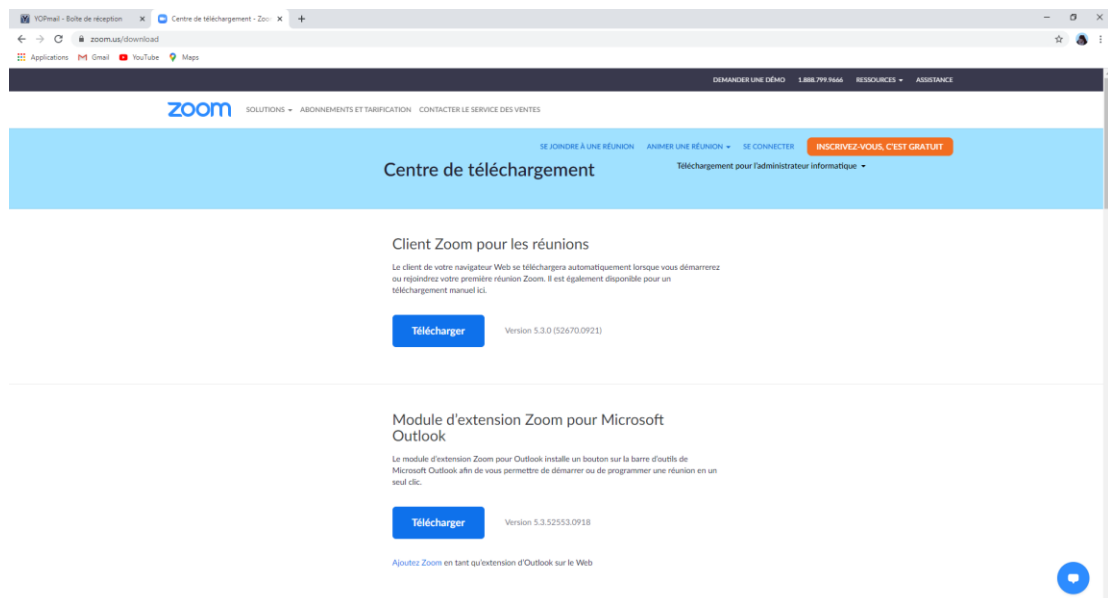 YOPmail - Boîte de réception
Centre de téléchargement - Zoo
zoom.us/download
Applications Gmail YouTube Maps
DEMANDER UNE DÉMO 1.888.799.9666 RESSOURCES ASSISTANCE
zoom SOLUTIONS ABONNEMENTS ET TARIFICATION CONTACTER LE SERVICE DES VENTES
SE JOINDRE À UNE RÉUNION ANIMER UNE RÉUNION SE CONNECTER INSCRIVEZ-VOUS, C'EST GRATUIT
Centre de téléchargement
Téléchargement pour l'administrateur informatique
Client Zoom pour les réunions
Le client de votre navigateur Web se téléchargera automatiquement lorsque vous démarrerez
ou rejoindrez votre première réunion Zoom. Il est également disponible pour un
téléchargement manuel ici.
Télécharger Version 5.3.0 (52670.0921)
Module d'extension Zoom pour Microsoft
Outlook
Le module d'extension Zoom pour Outlook installe un bouton sur la barre d'outils de
Microsoft Outlook afin de vous permettre de démarrer ou de programmer une réunion en un
seul clic.
Télécharger Version 5.3.52553.0918
Ajoutez Zoom en tant qu'extension d'Outlook sur le Web